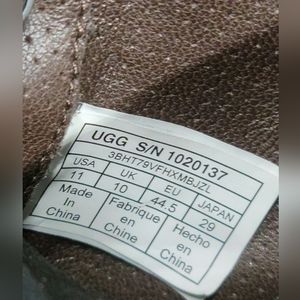 UGG S/N 1020137
3BHT79VFHXMBJZL
USA UK EU JAPAN
11 10 44.5 29
Made In China
Fabrique en Chine
Hecho en China